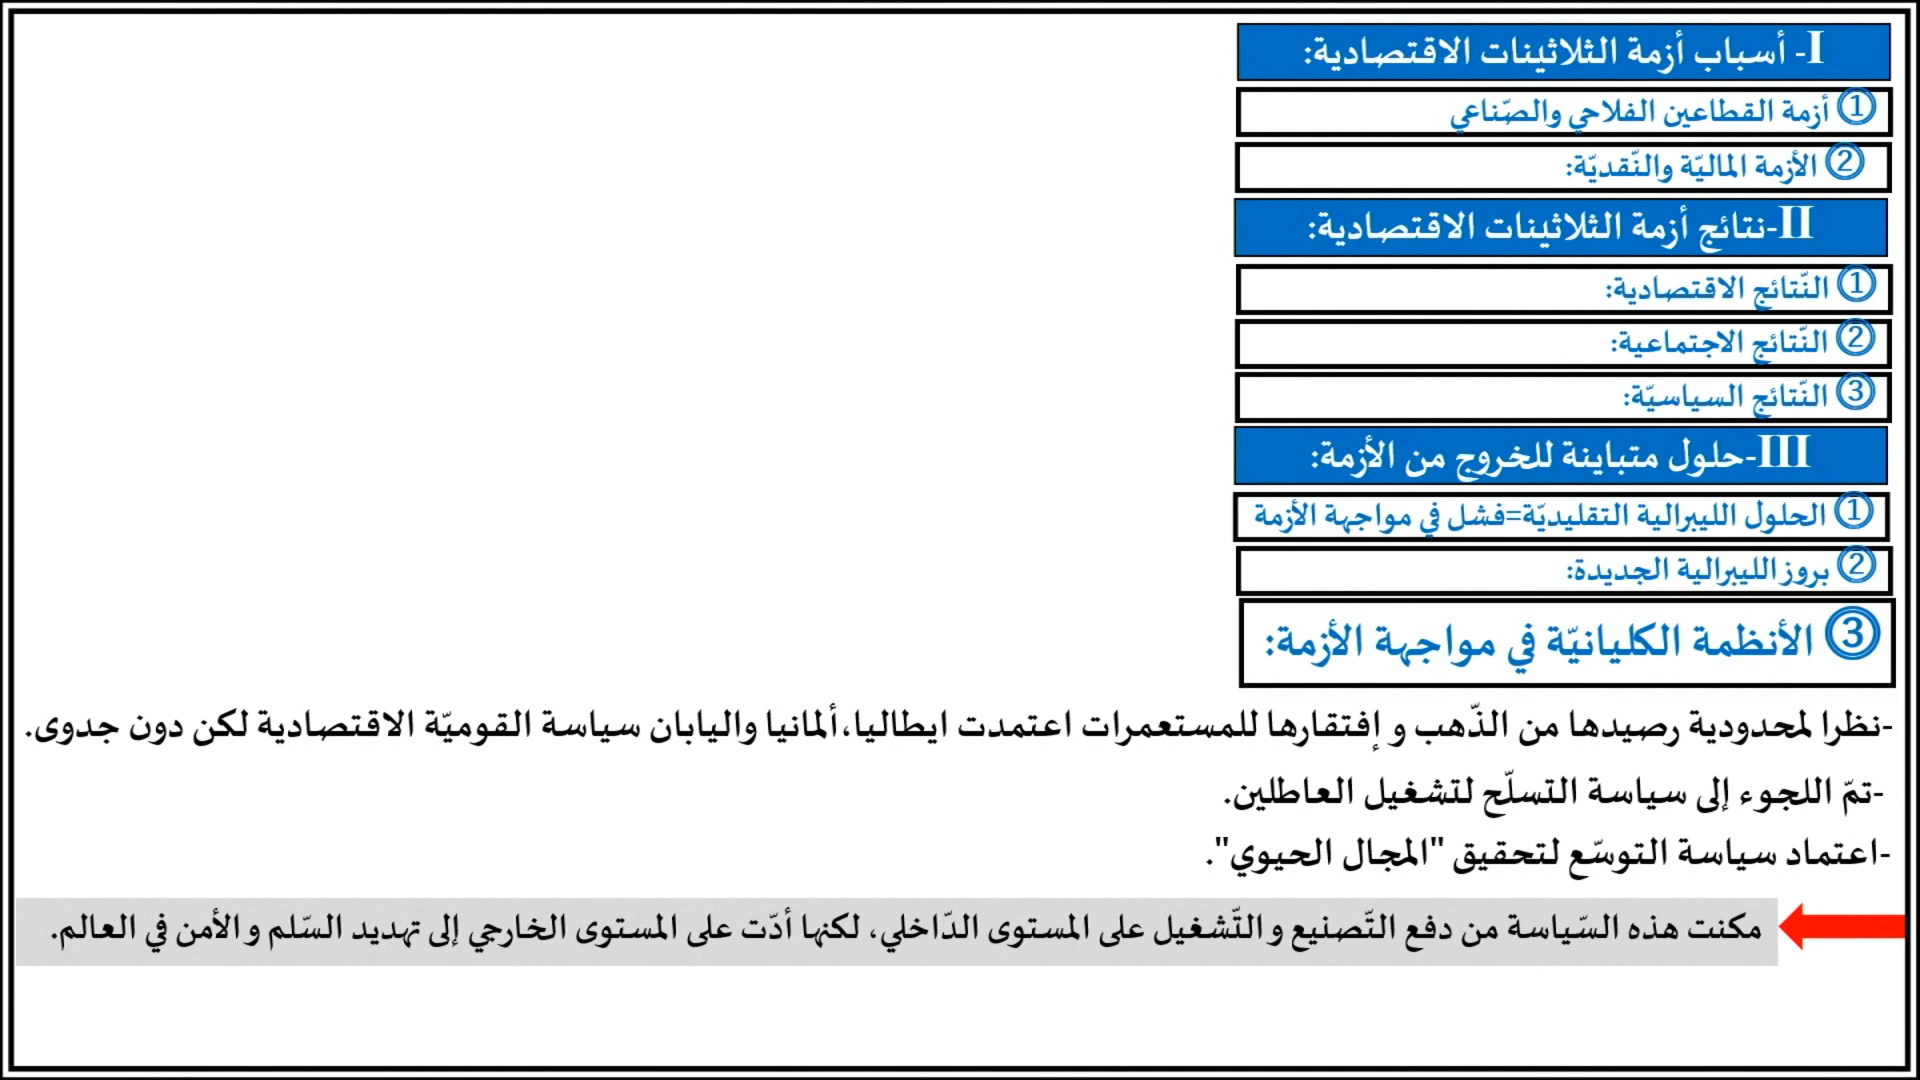 I- أسباب أزمة الثلاثينات الاقتصادية:
① أزمة القطاعين الفلاحي والصّناعي
② الأزمة الماليّة والنّقديّة:
II-نتائج أزمة الثلاثينات الاقتصادية:
① النّتائج الاقتصادية:
② النّتائج الاجتماعية:
③ النّتائج السياسيّة:
III-حلول متباينة للخروج من الأزمة:
① الحلول الليبرالية التقليديّة=فشل في مواجهة الأزمة
② بروز الليبرالية الجديدة:
③ الأنظمة الكليانيّة في مواجهة الأزمة:
-نظرا لمحدودية رصيدها من الذّهب و إفتقارها للمستعمرات اعتمدت ايطاليا،ألمانيا واليابان سياسة القوميّة الاقتصادية لكن دون جدوى.
-تمّ اللجوء إلى سياسة التسلّح لتشغيل العاطلين.
-اعتماد سياسة التوسّع لتحقيق "المجال الحيوي".
مكنت هذه السّياسة من دفع التّصنيع و التّشغيل على المستوى الدّاخلي، لكنها أدّت على المستوى الخارجي إلى تهديد السّلم و الأمن في العالم.